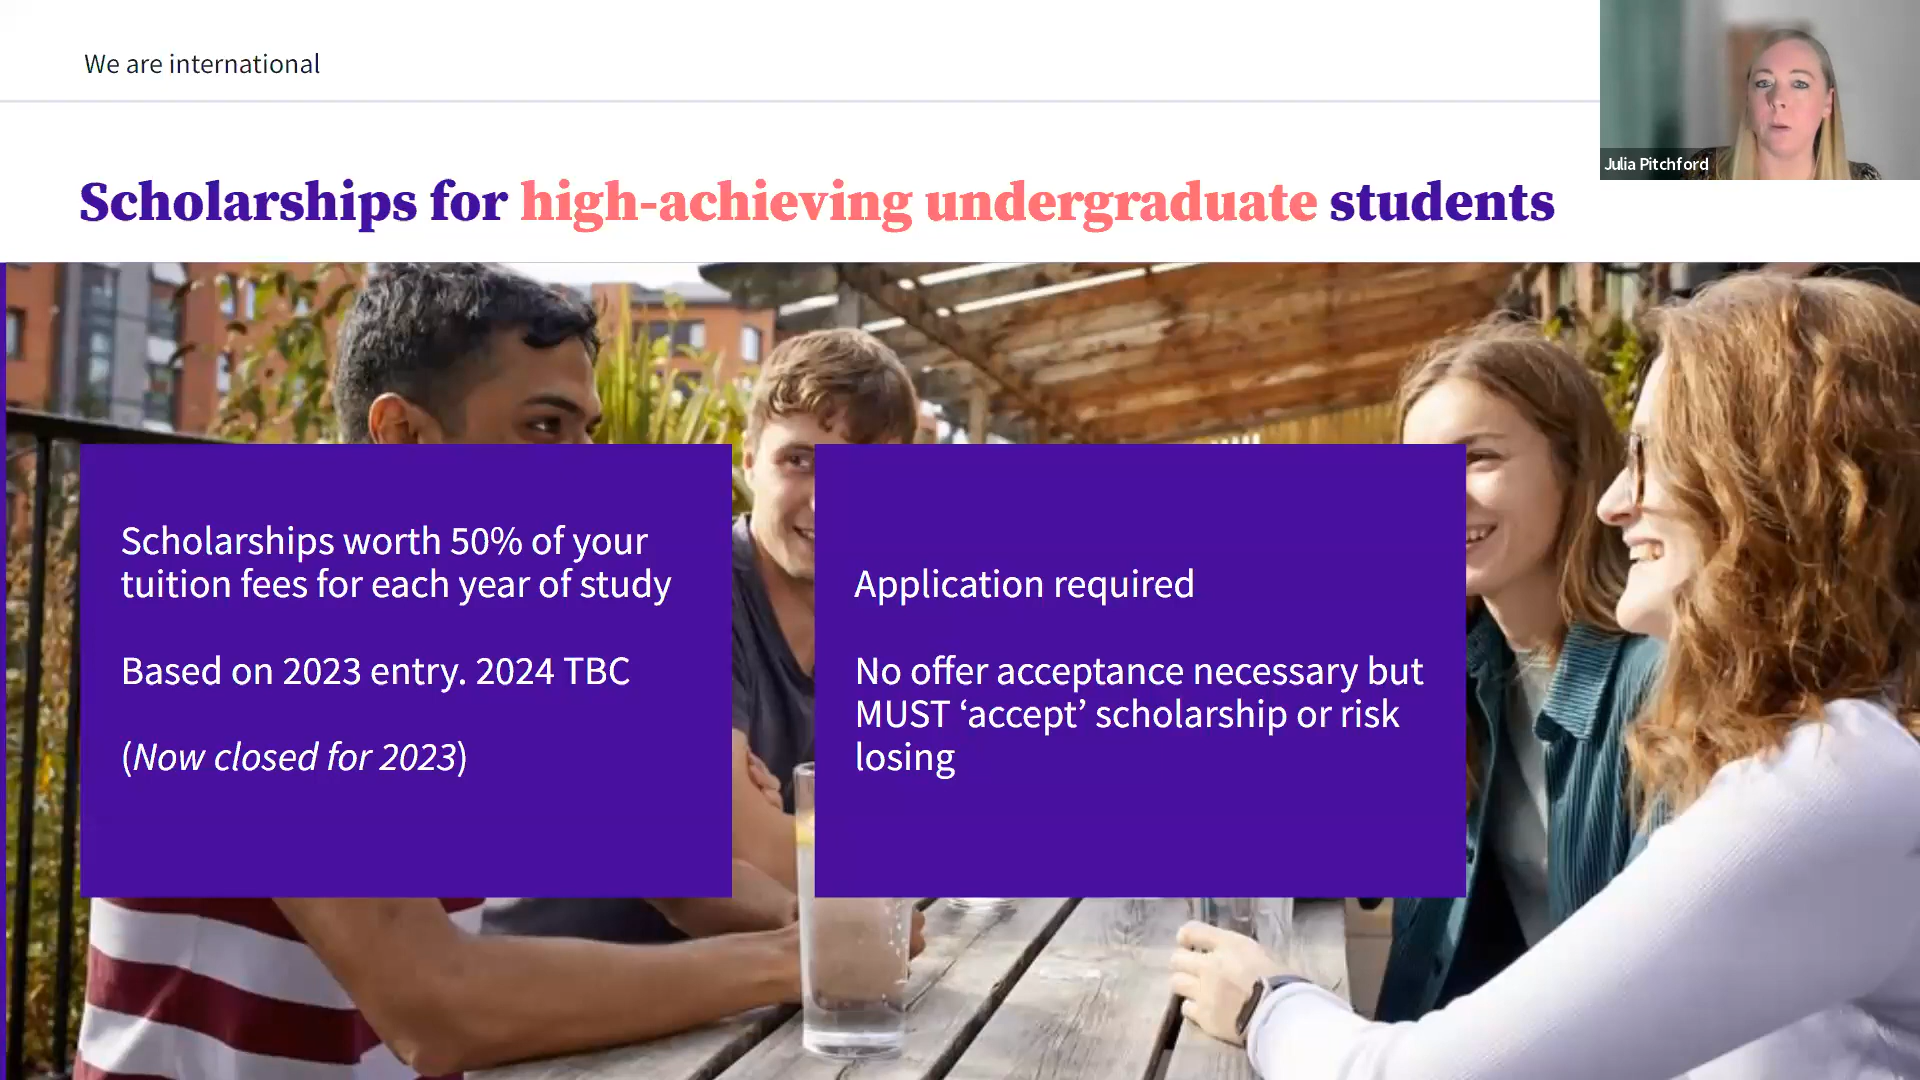 We are international
Julia Pitchford
Scholarships for high-achieving undergraduate students
Scholarships worth 50% of your
tuition fees for each year of study
Based on 2023 entry. 2024 TBC
(Now closed for 2023)
Application required
No offer acceptance necessary but
MUST ‘accept’ scholarship or risk
losing